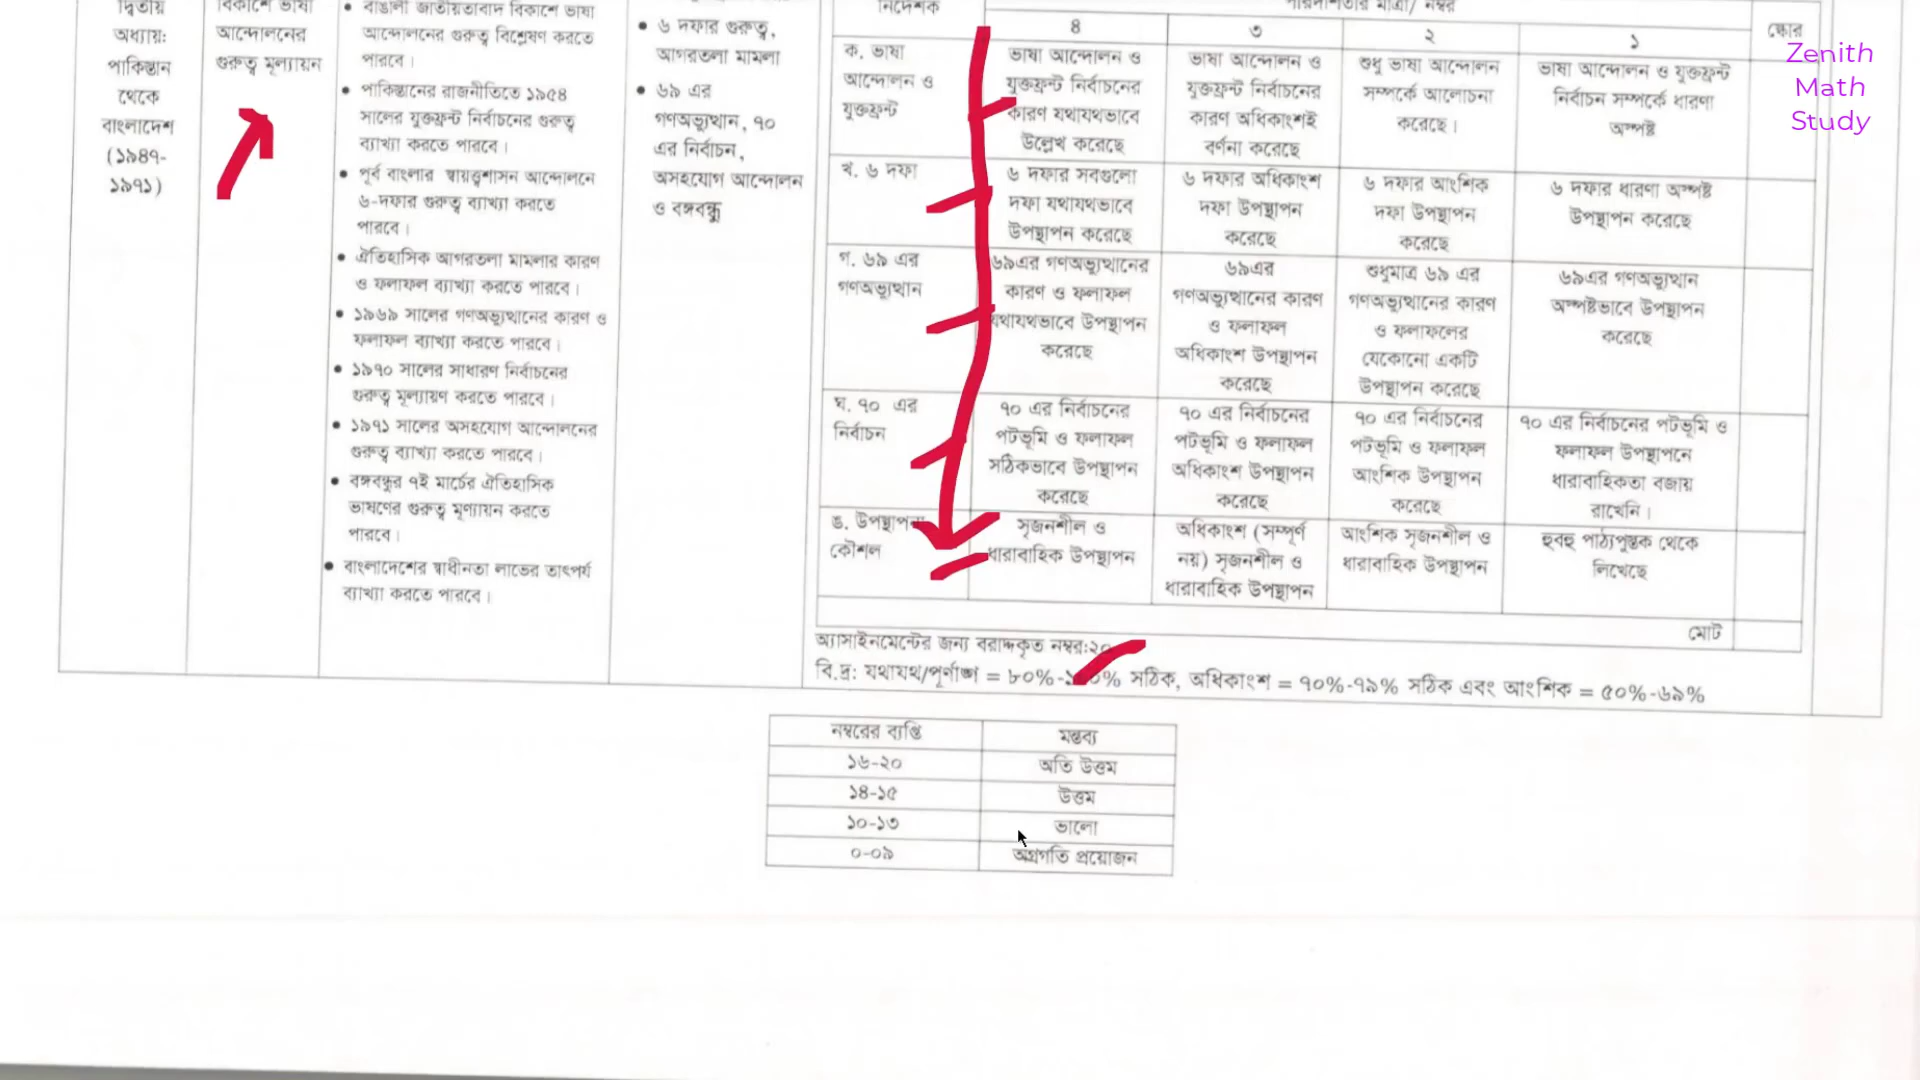 দ্বিতীয়
অধ্যায়:
পাকিস্তান
থেকে
বাংলাদেশ
(১৯৪৭-
১৯৭১)
বিকাশে ভাষা
আন্দোলনের
গুরুত্ব মূল্যায়ন
• বাঙালী জাতীয়তাবাদ বিকাশে ভাষা
আন্দোলনের গুরুত্ব বিশ্লেষণ করতে
পারবে।
• পাকিস্তানের রাজনীতিতে ১৯৫৪
সালের যুক্তফ্রন্ট নির্বাচনের গুরুত্ব
ব্যাখ্যা করতে পারবে।
• পূর্ব বাংলার স্বায়ত্ত্বশাসন আন্দোলনে
৬-দফার গুরুত্ব ব্যাখ্যা করতে
পারবে।
• ঐতিহাসিক আগরতলা মামলার কারণ
ও ফলাফল ব্যাখ্যা করতে পারবে।
• ১৯৬৯ সালের গণঅভ্যুত্থানের কারণ ও
ফলাফল ব্যাখ্যা করতে পারবে।
• ১৯৭০ সালের সাধারণ নির্বাচনের
গুরুত্ব মূল্যায়ণ করতে পারবে।
• ১৯৭১ সালের অসহযোগ আন্দোলনের
গুরুত্ব ব্যাখ্যা করতে পারবে।
• বঙ্গবন্ধুর ৭ই মার্চের ঐতিহাসিক
ভাষণের গুরুত্ব মূল্যায়ন করতে
পারবে।
• বাংলাদেশের স্বাধীনতা লাভের তাৎপর্য
ব্যাখ্যা করতে পারবে।
• ৬ দফার গুরুত্ব,
আগরতলা মামলা
• ৬৯ এর
গণঅভ্যুত্থান, ৭০
এর নির্বাচন,
অসহযোগ আন্দোলন
ও বঙ্গবন্ধু
নির্দেশক
পারদর্শিতার মাত্রা/ নম্বর
স্কোর
৪
৩
২
১
ক. ভাষা
আন্দোলন ও
যুক্তফ্রন্ট
ভাষা আন্দোলন ও
যুক্তফ্রন্ট নির্বাচনের
কারণ যথাযথভাবে
উল্লেখ করেছে
ভাষা আন্দোলন ও
যুক্তফ্রন্ট নির্বাচনের
কারণ অধিকাংশই
বর্ণনা করেছে
শুধু ভাষা আন্দোলন
সম্পর্কে আলোচনা
করেছে।
ভাষা আন্দোলন ও যুক্তফ্রন্ট
নির্বাচন সম্পর্কে ধারণা
অস্পষ্ট
খ. ৬ দফা
৬ দফার সবগুলো
দফা যথাযথভাবে
উপস্থাপন করেছে
৬ দফার অধিকাংশ
দফা উপস্থাপন
করেছে
৬ দফার আংশিক
দফা উপস্থাপন
করেছে
৬ দফার ধারণা অস্পষ্ট
উপস্থাপন করেছে
গ. ৬৯ এর
গণঅভ্যুত্থান
৬৯এর গণঅভ্যুত্থানের
কারণ ও ফলাফল
যথাযথভাবে উপস্থাপন
করেছে
৬৯এর
গণঅভ্যুত্থানের কারণ
ও ফলাফল
অধিকাংশ উপস্থাপন
করেছে
শুধুমাত্র ৬৯ এর
গণঅভ্যুত্থানের কারণ
ও ফলাফলের
যেকোনো একটি
উপস্থাপন করেছে
৬৯এর গণঅভ্যুত্থান
অস্পষ্টভাবে উপস্থাপন
করেছে
ঘ. ৭০ এর
নির্বাচন
৭০ এর নির্বাচনের
পটভূমি ও ফলাফল
সঠিকভাবে উপস্থাপন
করেছে
৭০ এর নির্বাচনের
পটভূমি ও ফলাফল
অধিকাংশ উপস্থাপন
করেছে
৭০ এর নির্বাচনের
পটভূমি ও ফলাফল
আংশিক উপস্থাপন
করেছে
৭০ এর নির্বাচনের পটভূমি ও
ফলাফল উপস্থাপনে
ধারাবাহিকতা বজায়
রাখেনি।
ঙ. উপস্থাপনা
কৌশল
সৃজনশীল ও
ধারাবাহিক উপস্থাপন
অধিকাংশ (সম্পূর্ণ
নয়) সৃজনশীল ও
ধারাবাহিক উপস্থাপন
আংশিক সৃজনশীল ও
ধারাবাহিক উপস্থাপন
হুবহু পাঠ্যপুস্তক থেকে
লিখেছে
মোট
অ্যাসাইনমেন্টের জন্য বরাদ্দকৃত নম্বর:২০
বি.দ্র: যথাযথ/পূর্ণাঙ্গ = ৮০%-১০০% সঠিক, অধিকাংশ = ৭০%-৭৯% সঠিক এবং আংশিক = ৫০%-৬৯%
নম্বরের ব্যপ্তি
মন্তব্য
১৬-২০
অতি উত্তম
১৪-১৫
উত্তম
১০-১৩
ভালো
০-০৯
অগ্রগতি প্রয়োজন
Zenith
Math
Study